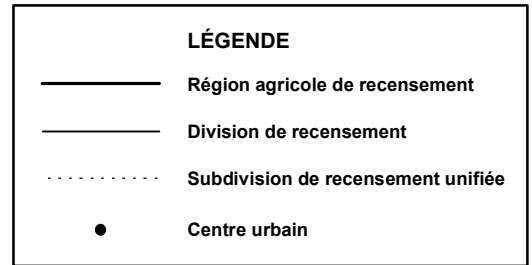 LÉGENDE
Région agricole de recensement
Division de recensement
Subdivision de recensement unifiée
Centre urbain